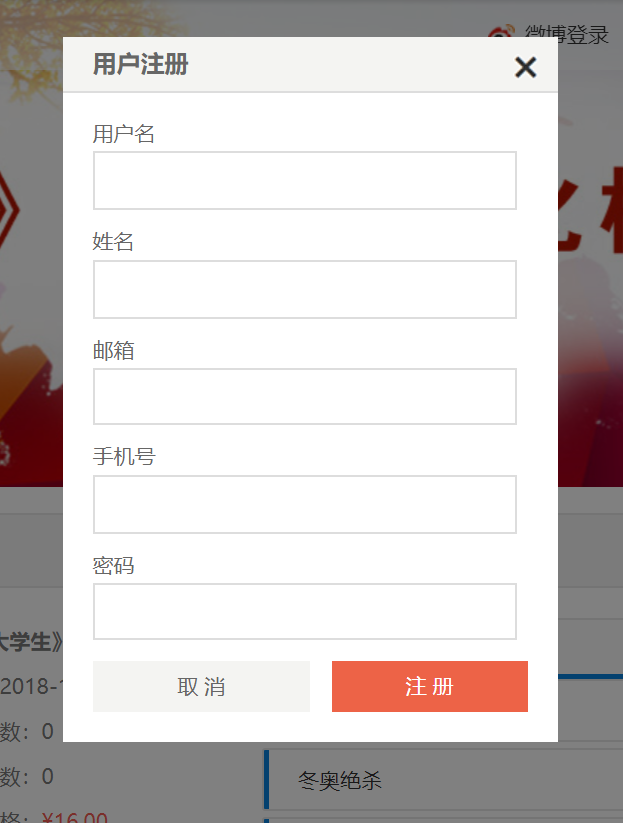 微博登录
用户注册
用户名
姓名
邮箱
手机号
密码
取 消
注 册
大学生》
2018-1
数：0
数：0
格：¥16.00
冬奥绝杀